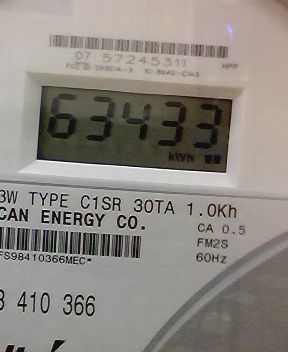 07 57245311
HPP
63433
kWh
3W TYPE C1SR 30TA 1.0Kh
CAN ENERGY CO.
CA 0.5
FM2S
60Hz
FS98410366MEC*
410 366